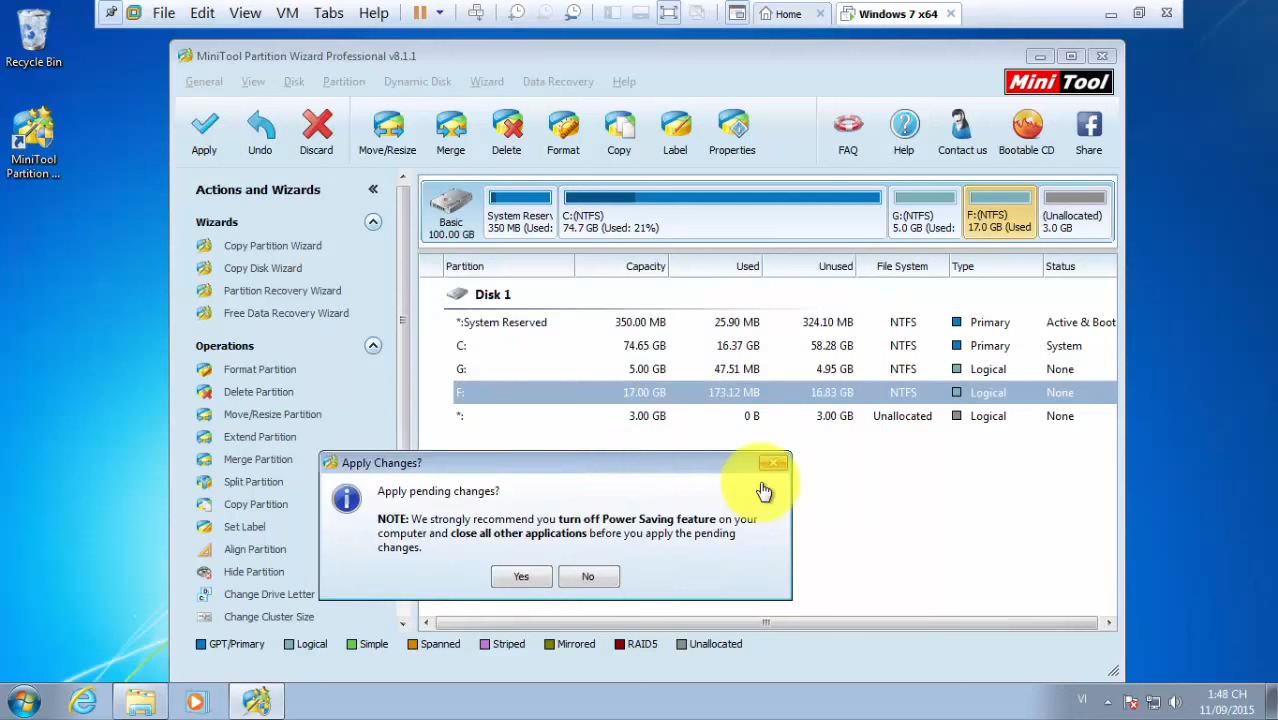 File Edit View VM Tabs Help Home Windows 7 x64
Recycle Bin
MiniTool Partition ...
MiniTool Partition Wizard Professional v8.1.1
General View Disk Partition Dynamic Disk Wizard Data Recovery Help
Mini Tool
Apply Undo Discard Move/Resize Merge Delete Format Copy Label Properties FAQ Help Contact us Bootable CD Share
Actions and Wizards
Wizards
Copy Partition Wizard
Copy Disk Wizard
Partition Recovery Wizard
Free Data Recovery Wizard
Operations
Format Partition
Delete Partition
Move/Resize Partition
Extend Partition
Merge Partition
Split Partition
Copy Partition
Set Label
Align Partition
Hide Partition
Change Drive Letter
Change Cluster Size
Basic
100.00 GB
System Reserv
350 MB (Used:
C:(NTFS)
74.7 GB (Used: 21%)
G:(NTFS)
5.0 GB (Used:
F:(NTFS)
17.0 GB (Used
(Unallocated)
3.0 GB
Partition Capacity Used Unused File System Type Status
Disk 1
*:System Reserved 350.00 MB 25.90 MB 324.10 MB NTFS Primary Active & Boot
C: 74.65 GB 16.37 GB 58.28 GB NTFS Primary System
G: 5.00 GB 47.51 MB 4.95 GB NTFS Logical None
F: 17.00 GB 173.12 MB 16.83 GB NTFS Logical None
*: 3.00 GB 0 B 3.00 GB Unallocated Logical None
Apply Changes?
Apply pending changes?
NOTE: We strongly recommend you turn off Power Saving feature on your
computer and close all other applications before you apply the pending
changes.
Yes No
GPT/Primary Logical Simple Spanned Striped Mirrored RAID5 Unallocated
VI
1:48 CH
11/09/2015